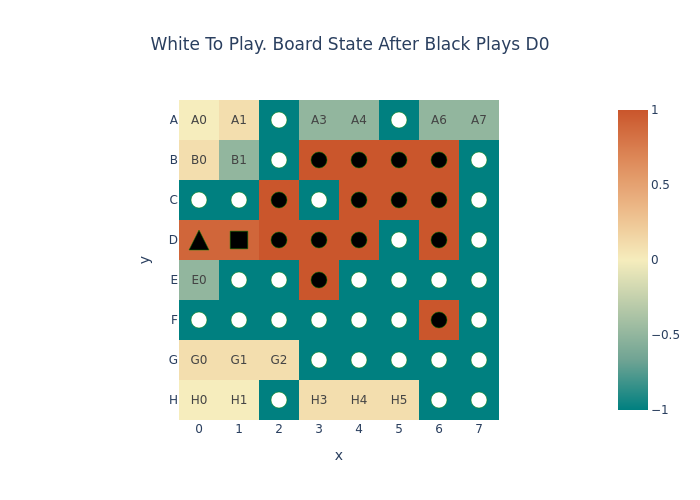 White To Play. Board State After Black Plays D0
A A0 A1 A3 A4 A6 A7
B B0 B1
C
D
E E0
F
G G0 G1 G2
H H0 H1 H3 H4 H5
0 1 2 3 4 5 6 7
x
y
1
0.5
0
−0.5
−1